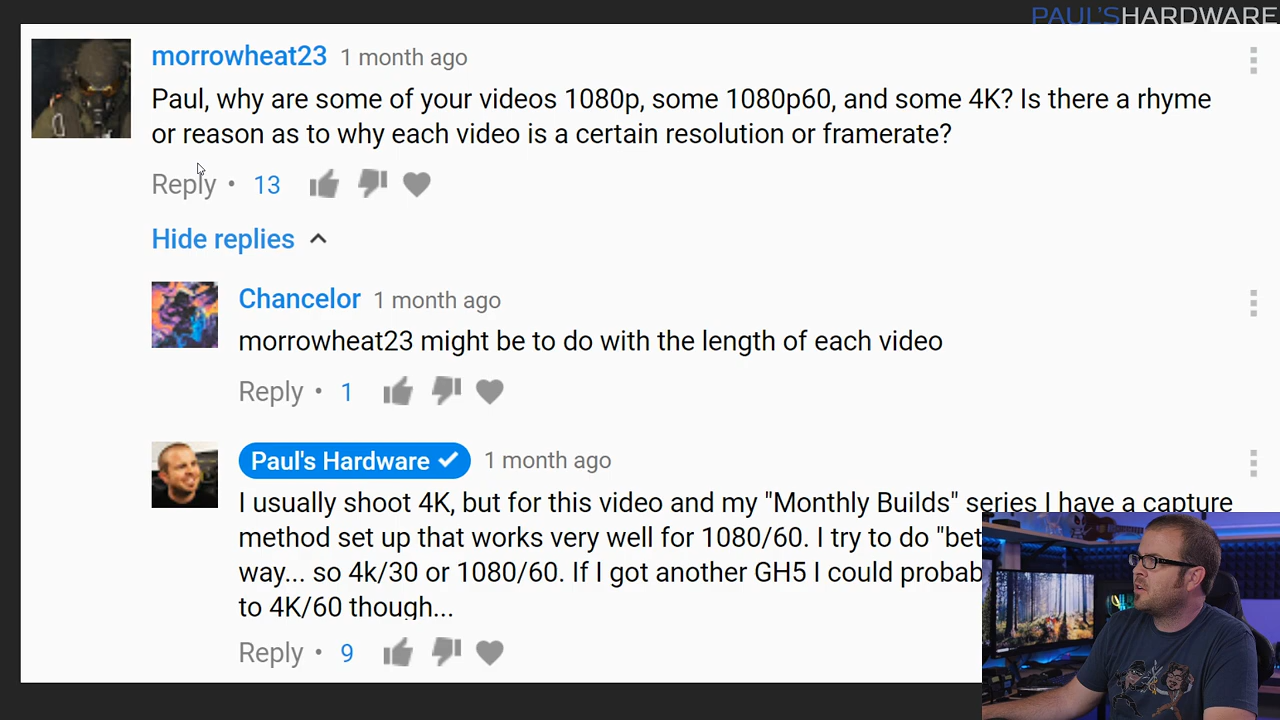 PAUL'SHARDWARE
morrowheat23 1 month ago
Paul, why are some of your videos 1080p, some 1080p60, and some 4K? Is there a rhyme
or reason as to why each video is a certain resolution or framerate?
Reply • 13
Hide replies
Chancelor 1 month ago
morrowheat23 might be to do with the length of each video
Reply • 1
Paul's Hardware 1 month ago
I usually shoot 4K, but for this video and my "Monthly Builds" series I have a capture
method set up that works very well for 1080/60. I try to do
way... so 4k/30 or 1080/60. If I got another GH5 I could
to 4K/60 though...
Reply • 9